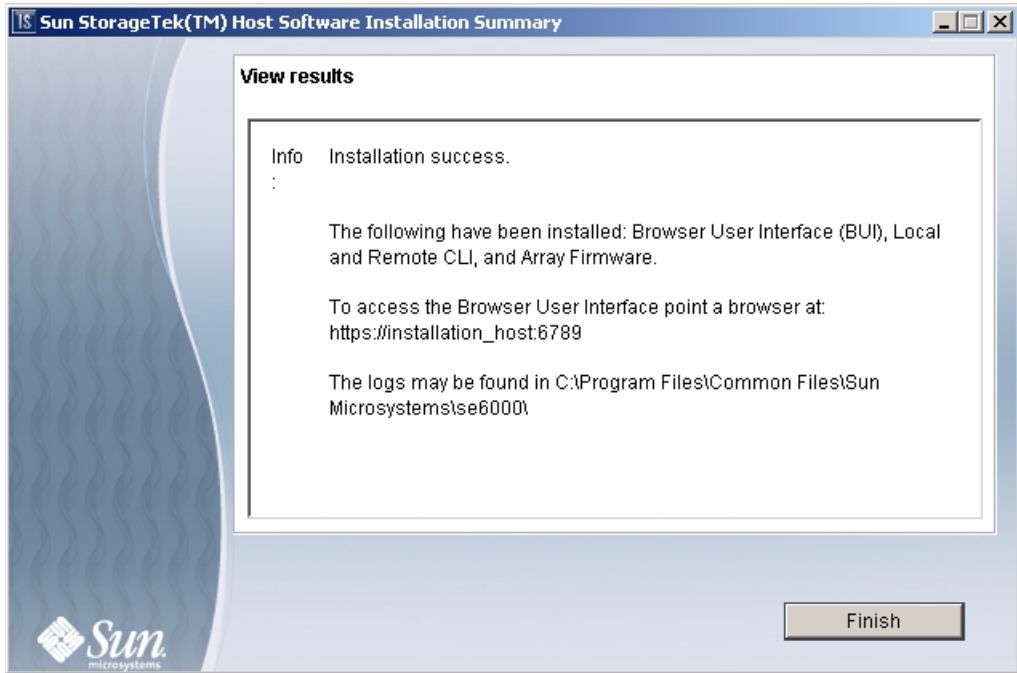 Sun StorageTek(TM) Host Software Installation Summary
View results
Info
:
Installation success.
The following have been installed: Browser User Interface (BUI), Local
and Remote CLI, and Array Firmware.
To access the Browser User Interface point a browser at:
https://installation_host:6789
The logs may be found in C:\Program Files\Common Files\Sun
Microsystems\se6000\
Finish
Sun
microsystems